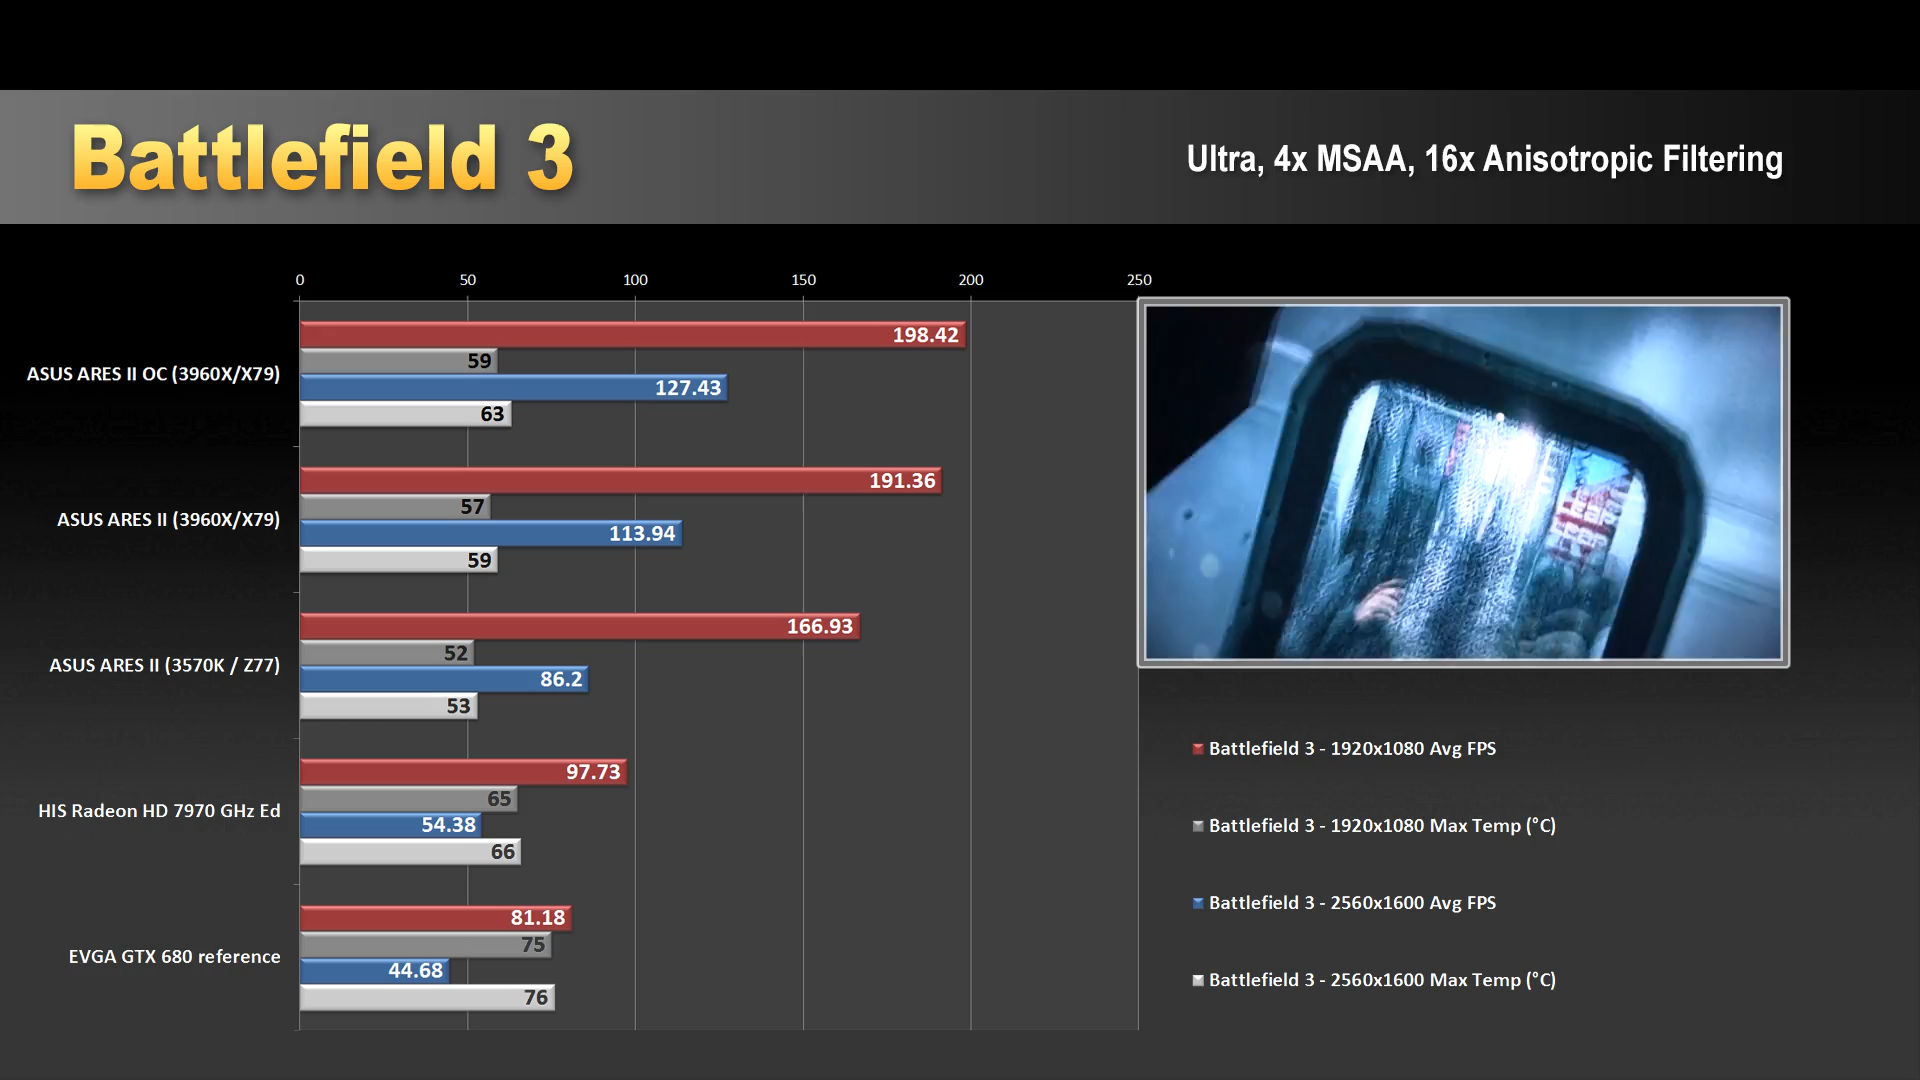 Battlefield 3
Ultra, 4x MSAA, 16x Anisotropic Filtering
0 50 100 150 200 250
ASUS ARES II OC (3960X/X79)
198.42
59
127.43
63
ASUS ARES II (3960X/X79)
191.36
57
113.94
59
ASUS ARES II (3570K / Z77)
166.93
52
86.2
53
HIS Radeon HD 7970 GHz Ed
97.73
65
54.38
66
EVGA GTX 680 reference
81.18
75
44.68
76
Battlefield 3 - 1920x1080 Avg FPS
Battlefield 3 - 1920x1080 Max Temp (°C)
Battlefield 3 - 2560x1600 Avg FPS
Battlefield 3 - 2560x1600 Max Temp (°C)